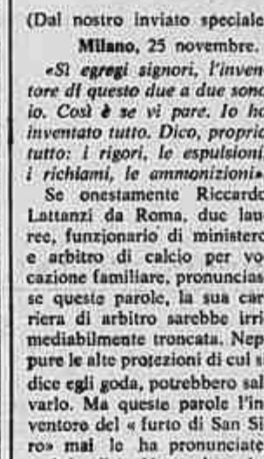 (Dal nostro inviato speciale
Milano, 25 novembre.
«Sì egregi signori, l'inven-
tore di questo due a due sono
io. Così è se vi pare. Io ho
inventato tutto. Dico, proprio
tutto: i rigori, le espulsioni,
i richiami, le ammonizioni».
Se onestamente Riccardo
Lattanzi da Roma, due lau
ree, funzionario di ministero
e arbitro di calcio per vo
cazione familiare, pronuncias
se queste parole, la sua car
riera di arbitro sarebbe irri
mediabilmente troncata. Nep
pure le alte protezioni di cui si
dice egli goda, potrebbero sal
varlo. Ma queste parole l'in
ventore del « furto di San Si
ro» mai le ha pronunciate